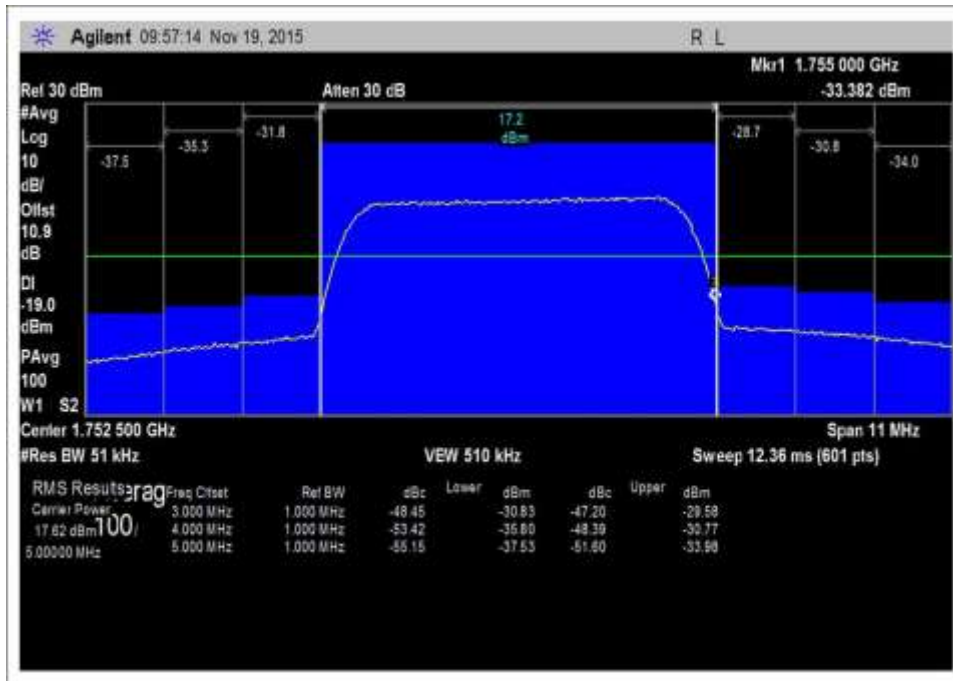 Agilent 09:57:14 Nov 19, 2015 R L
Mkr1 1.755 000 GHz
Ref 30 dBm Atten 30 dB -33.382 dBm
#Avg
Log
10
dB/
Offst
10.9
dB
DI
-19.0
dBm
PAvg
100
W1 S2
-37.5 -35.3 -31.8 17.2 dBm -28.7 -30.8 -34.0
Center 1.752 500 GHz Span 11 MHz
#Res BW 51 kHz VBW 510 kHz Sweep 12.36 ms (601 pts)
RMS Results Freq Offset Ref BW dBc Lower dBm dBc Upper dBm
Carrier Power 3.000 MHz 1.000 MHz -48.45 -30.83 -47.20 -29.58
17.62 dBm 4.000 MHz 1.000 MHz -53.42 -35.80 -48.39 -30.77
5.00000 MHz 5.000 MHz 1.000 MHz -55.15 -37.53 -51.60 -33.98
100/